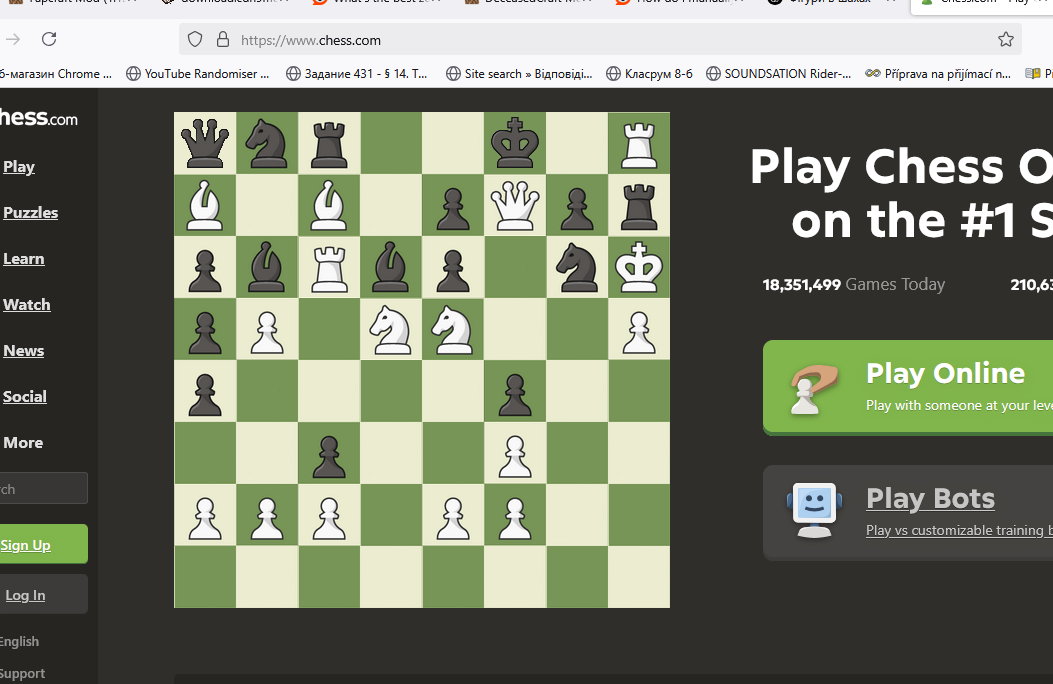 https://www.chess.com
б-магазин Chrome ...
YouTube Randomiser ...
Задание 431 - § 14. Т...
Site search » Відповіді...
Класрум 8-б
SOUNDSATION Rider-...
Příprava na přijímací n...
hess.com
Play
Puzzles
Learn
Watch
News
Social
More
rch
Sign Up
Log In
English
Support
Play Chess O
on the #1 S
18,351,499 Games Today
210,63
Play Online
Play with someone at your leve
Play Bots
Play vs customizable training b